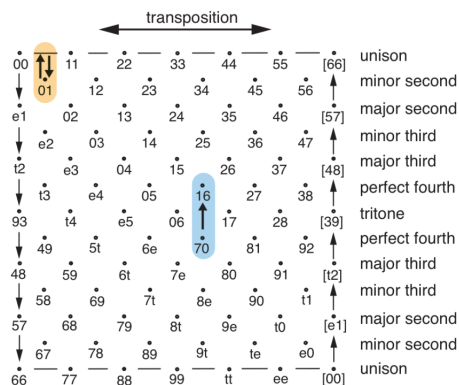 transposition
00 11 22 33 44 55 [66] unison
01 12 23 34 45 56 minor second
e1 02 13 24 35 46 [57] major second
e2 03 14 25 36 47 minor third
t2 e3 04 15 26 37 [48] major third
t3 e4 05 16 27 38 perfect fourth
93 t4 e5 06 17 28 [39] tritone
49 5t 6e 70 81 92 perfect fourth
48 59 6t 7e 80 91 [t2] major third
58 69 7t 8e 90 t1 minor third
57 68 79 8t 9e t0 [e1] major second
67 78 89 9t te e0 minor second
66 77 88 99 tt ee [00] unison